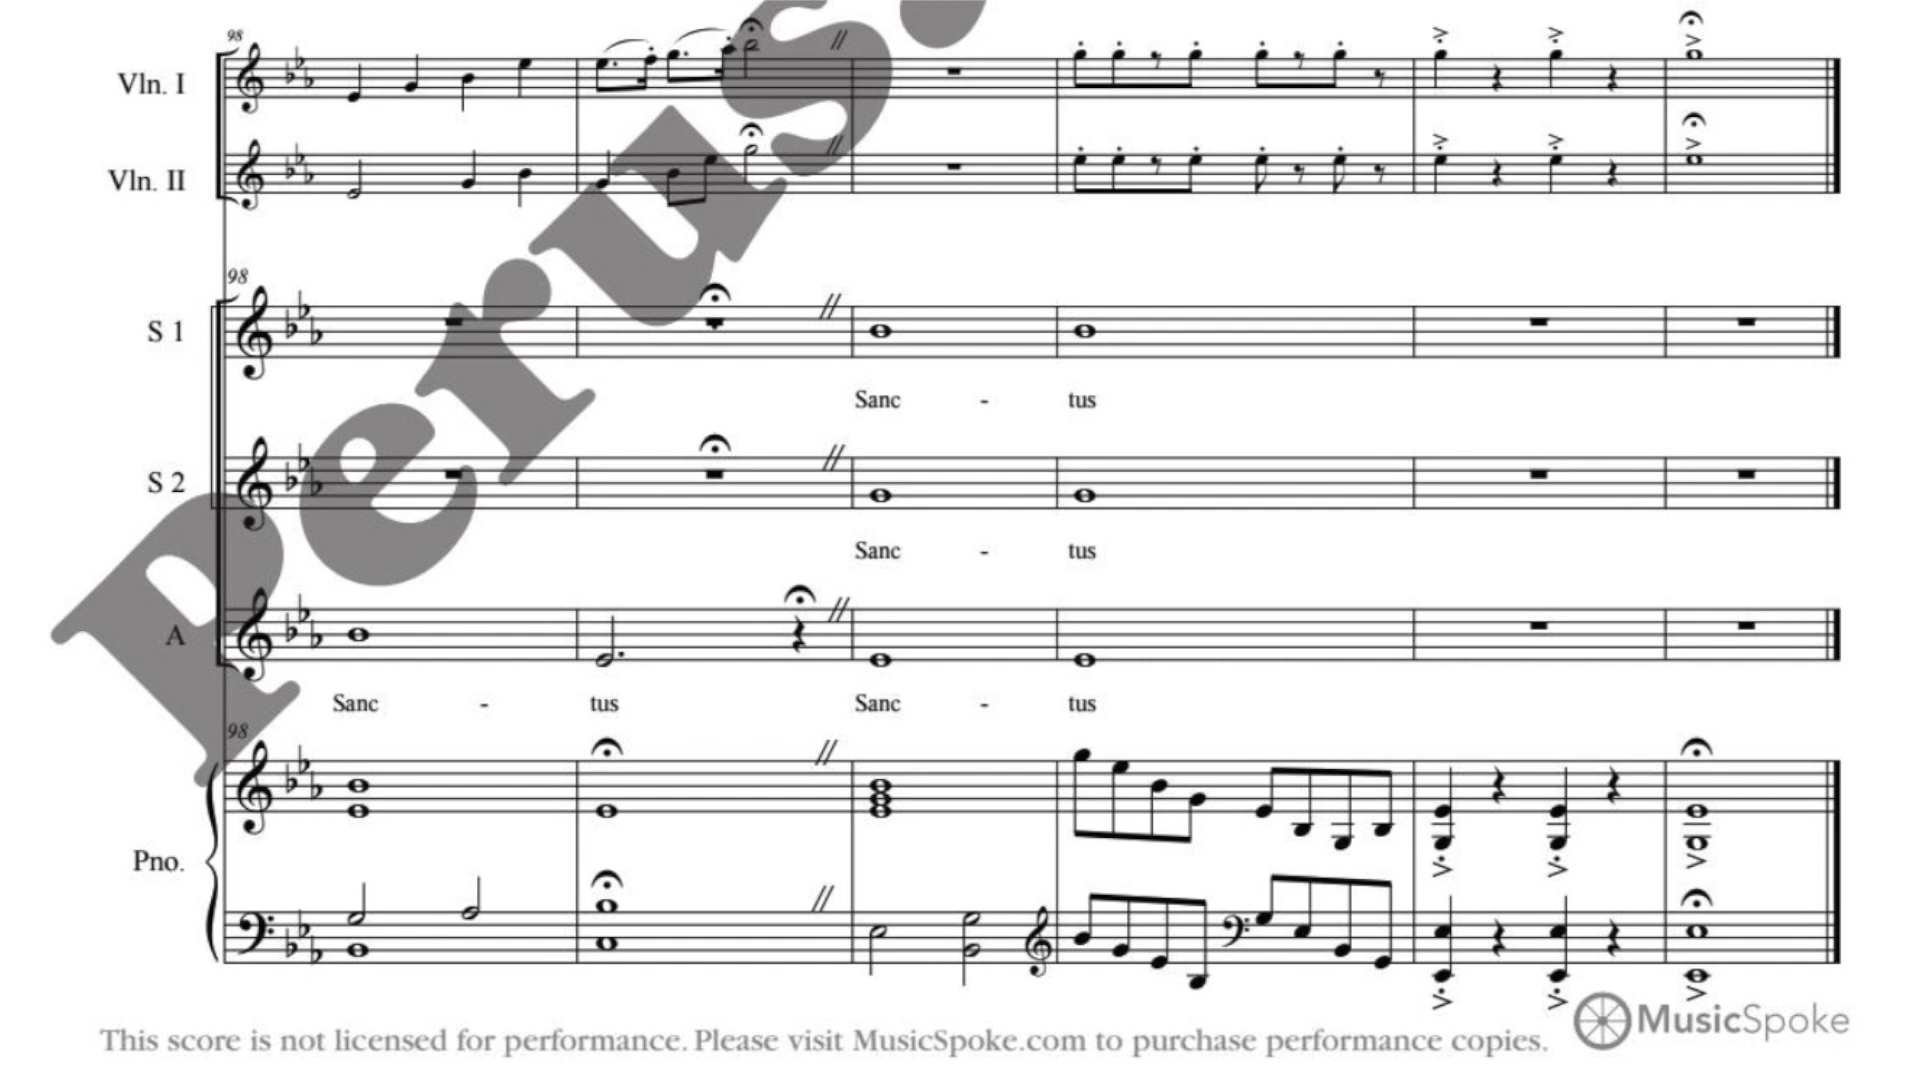 98
Vln. I
Vln. II
98
S 1
Sanc - tus
S 2
Sanc - tus
A
Sanc - tus Sanc - tus
98
Pno.
Perus
This score is not licensed for performance. Please visit MusicSpoke.com to purchase performance copies.
MusicSpoke